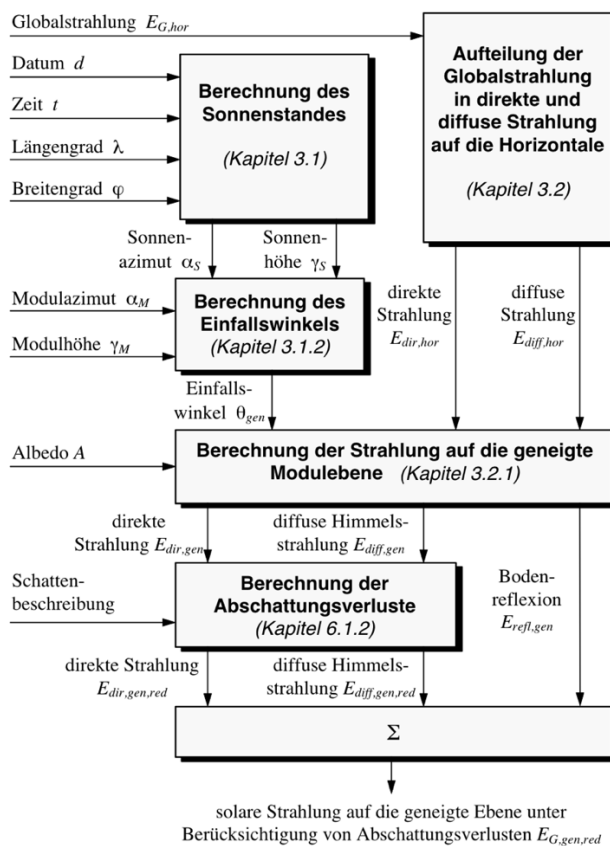 Globalstrahlung E_G,hor
Datum d
Zeit t
Längengrad λ
Breitengrad φ
Berechnung des
Sonnenstandes
(Kapitel 3.1)
Aufteilung der
Globalstrahlung
in direkte und
diffuse Strahlung
auf die Horizontale
(Kapitel 3.2)
Sonnen-
azimut α_S
Sonnen-
höhe γ_S
Modulazimut α_M
Modulhöhe γ_M
Berechnung des
Einfallswinkels
(Kapitel 3.1.2)
direkte
Strahlung
E_dir,hor
diffuse
Strahlung
E_diff,hor
Einfalls-
winkel θ_gen
Albedo A
Berechnung der Strahlung auf die geneigte
Modulebene (Kapitel 3.2.1)
direkte
Strahlung E_dir,gen
diffuse Himmels-
strahlung E_diff,gen
Schatten-
beschreibung
Berechnung der
Abschattungsverluste
(Kapitel 6.1.2)
Boden-
reflexion
E_refl,gen
direkte Strahlung
E_dir,gen,red
diffuse Himmels-
strahlung E_diff,gen,red
Σ
solare Strahlung auf die geneigte Ebene unter
Berücksichtigung von Abschattungsverlusten E_G,gen,red